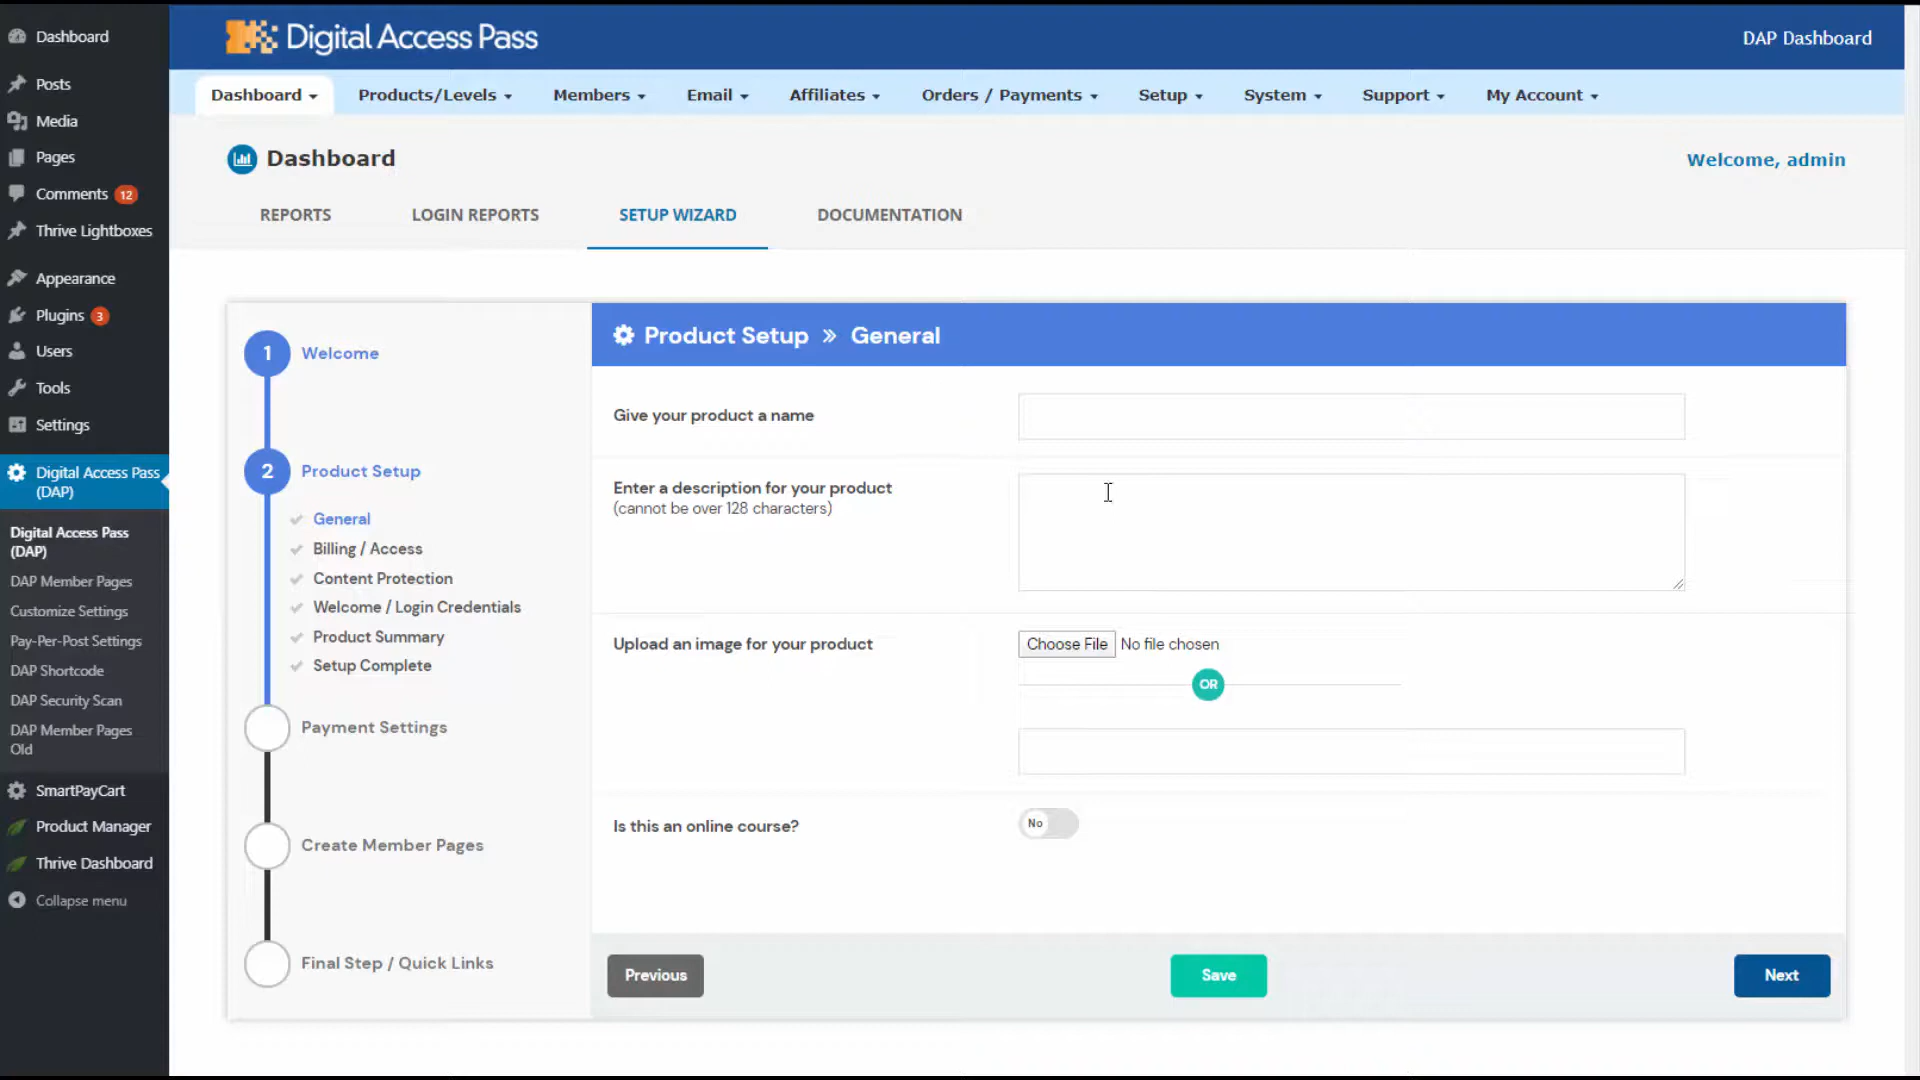 Dashboard
Posts
Media
Pages
Comments 12
Thrive Lightboxes
Appearance
Plugins 3
Users
Tools
Settings
Digital Access Pass
(DAP)
Digital Access Pass
(DAP)
DAP Member Pages
Customize Settings
Pay-Per-Post Settings
DAP Shortcode
DAP Security Scan
DAP Member Pages
Old
SmartPayCart
Product Manager
Thrive Dashboard
Collapse menu
Digital Access Pass
DAP Dashboard
Dashboard Products/Levels Members Email Affiliates Orders / Payments Setup System Support My Account
Dashboard
Welcome, admin
REPORTS LOGIN REPORTS SETUP WIZARD DOCUMENTATION
1 Welcome
2 Product Setup
General
Billing / Access
Content Protection
Welcome / Login Credentials
Product Summary
Setup Complete
Payment Settings
Create Member Pages
Final Step / Quick Links
Product Setup » General
Give your product a name
Enter a description for your product
(cannot be over 128 characters)
Upload an image for your product
Choose File No file chosen
OR
Is this an online course?
No
Previous Save Next